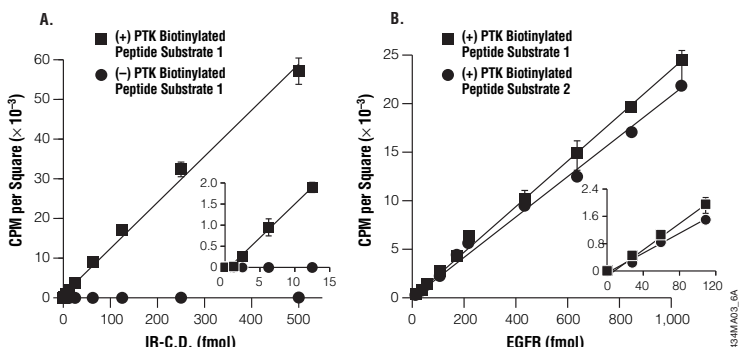 A.
(+) PTK Biotinylated
Peptide Substrate 1
(−) PTK Biotinylated
Peptide Substrate 1
CPM per Square (× 10–3)
60
50
40
30
20
10
0
0 100 200 300 400 500
IR-C.D. (fmol)
2.0
1.5
1.0
0.5
0
0 5 10 15
B.
(+) PTK Biotinylated
Peptide Substrate 1
(+) PTK Biotinylated
Peptide Substrate 2
CPM per Square (× 10–3)
25
20
15
10
5
0
0 200 400 600 800 1,000
EGFR (fmol)
2.4
1.6
0.8
0
0 40 80 120
434MA03_6A